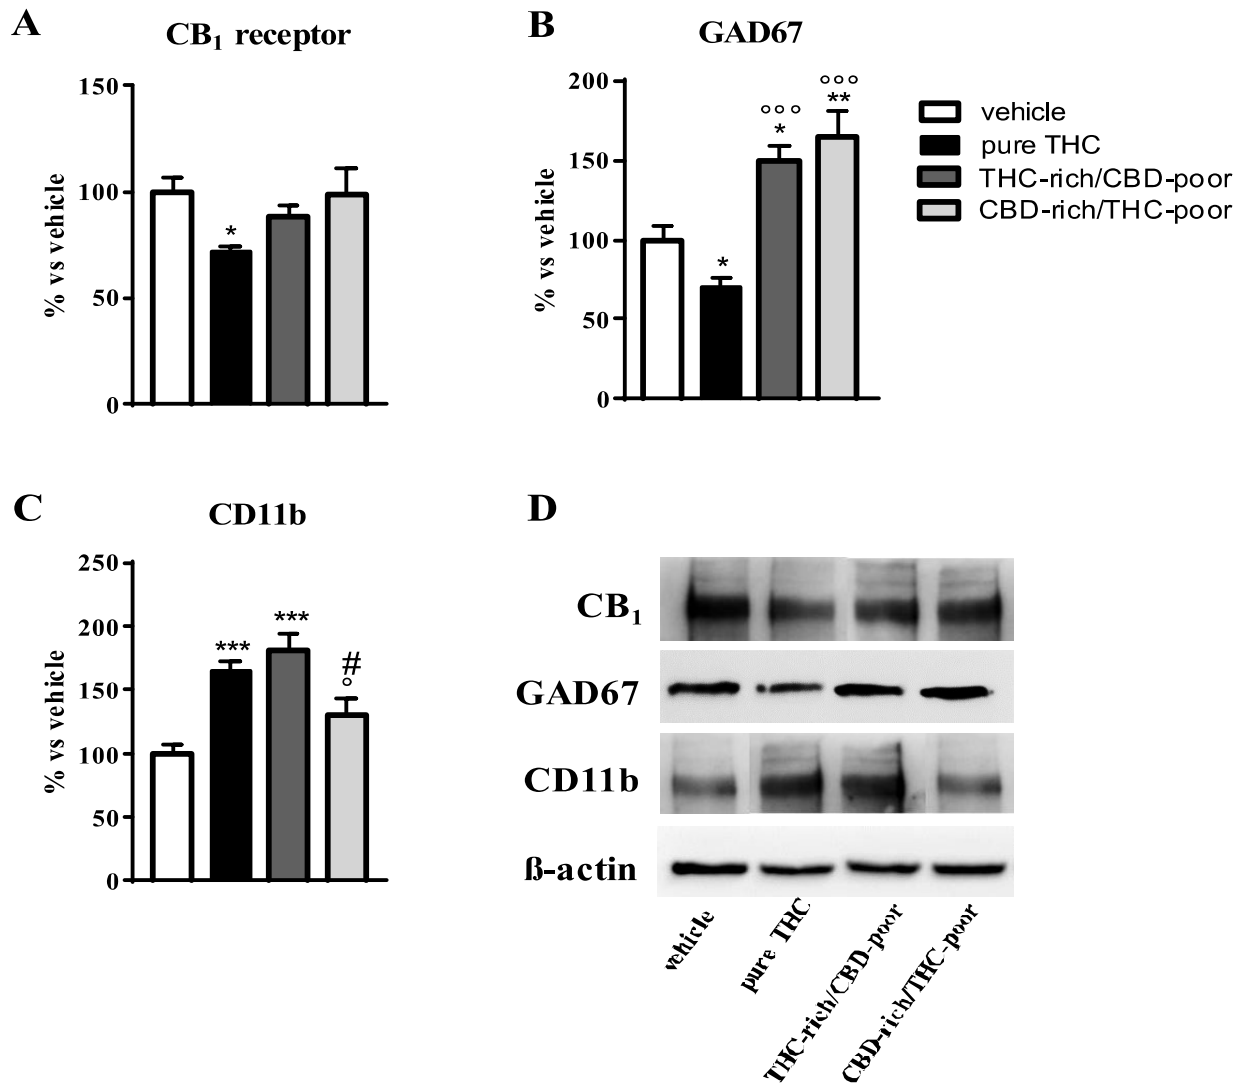 A
CB₁ receptor
150
100
50
0
% vs vehicle
*
B
GAD67
200
150
100
50
0
% vs vehicle
*
°°°
*
°°°
**
vehicle
pure THC
THC-rich/CBD-poor
CBD-rich/THC-poor
C
CD11b
250
200
150
100
50
0
% vs vehicle
***
***
#
°
D
CB₁
GAD67
CD11b
ß-actin
vehicle
pure THC
THC-rich/CBD-poor
CBD-rich/THC-poor